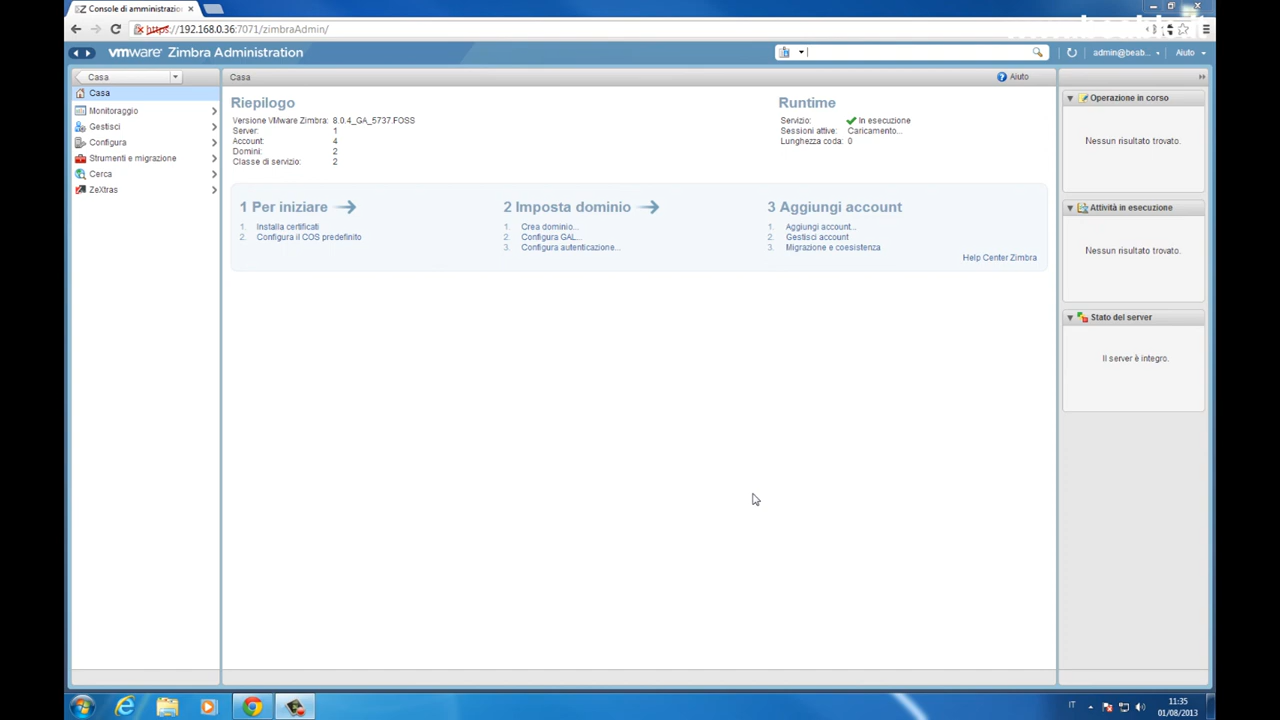 Console di amministrazio
https://192.168.0.36:7071/zimbraAdmin/
vmware Zimbra Administration
admin@beab...
Aiuto
Casa
Casa
Aiuto
Casa
Monitoraggio
Gestisci
Configura
Strumenti e migrazione
Cerca
ZeXtras
Riepilogo
Versione VMware Zimbra: 8.0.4_GA_5737.FOSS
Server: 1
Account: 4
Domini: 2
Classe di servizio: 2
Runtime
Servizio: In esecuzione
Sessioni attive: Caricamento...
Lunghezza coda: 0
1 Per iniziare
1. Installa certificati
2. Configura il COS predefinito
2 Imposta dominio
1. Crea dominio...
2. Configura GAL...
3. Configura autenticazione...
3 Aggiungi account
1. Aggiungi account...
2. Gestisci account
3. Migrazione e coesistenza
Help Center Zimbra
Operazione in corso
Nessun risultato trovato.
Attività in esecuzione
Nessun risultato trovato.
Stato del server
Il server è integro.
IT
11:35
01/08/2013